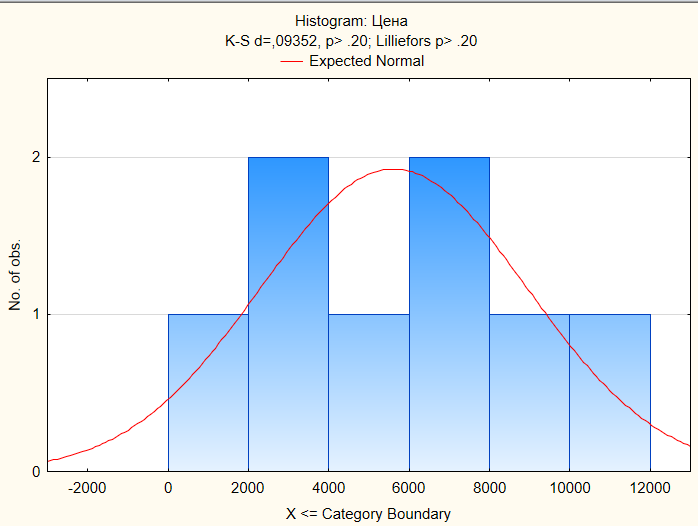 Histogram: Цена
K-S d=,09352, p> .20; Lilliefors p> .20
Expected Normal
No. of obs.
2
1
0
-2000 0 2000 4000 6000 8000 10000 12000
X <= Category Boundary